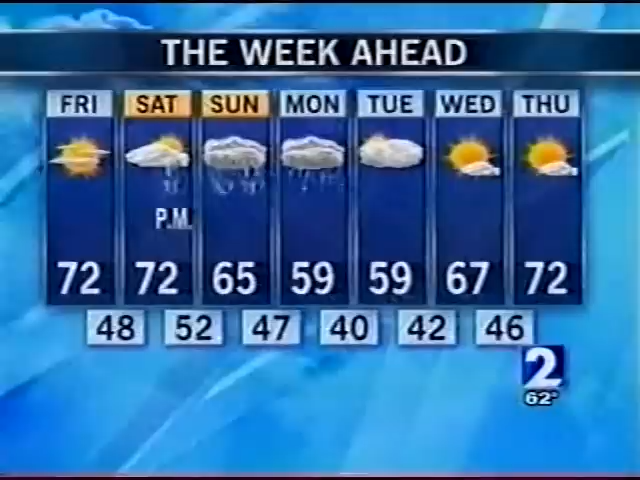 THE WEEK AHEAD
FRI SAT SUN MON TUE WED THU
P.M.
72 72 65 59 59 67 72
48 52 47 40 42 46
2
62°